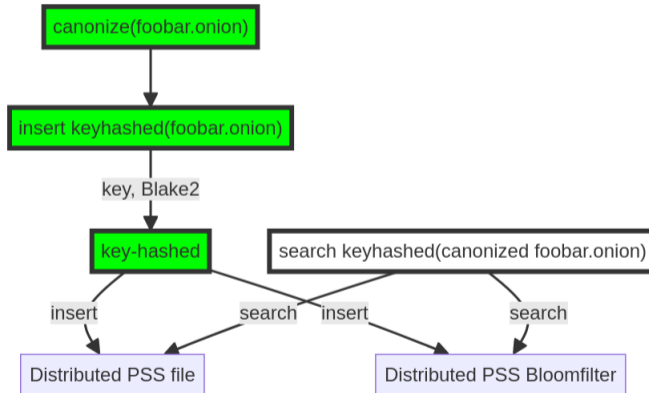 canonize(foobar.onion)
insert keyhashed(foobar.onion)
key, Blake2
key-hashed
search keyhashed(canonized foobar.onion)
insert
search
insert
search
Distributed PSS file
Distributed PSS Bloomfilter